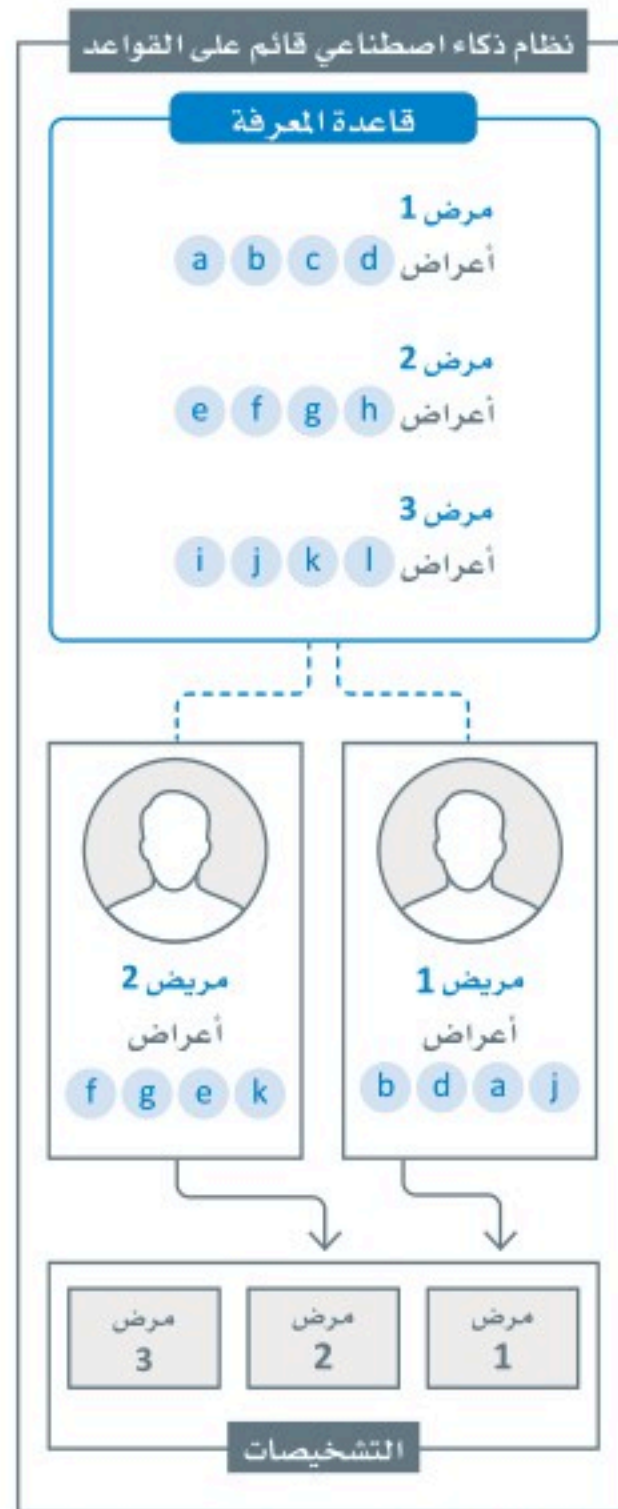 نظام ذكاء اصطناعي قائم على القواعد
قاعدة المعرفة
مرض 1
أعراض a b c d
مرض 2
أعراض e f g h
مرض 3
أعراض i j k l
مريض 1
أعراض
b d a j
مريض 2
أعراض
f g e k
مرض
1
مرض
2
مرض
3
التشخيصات